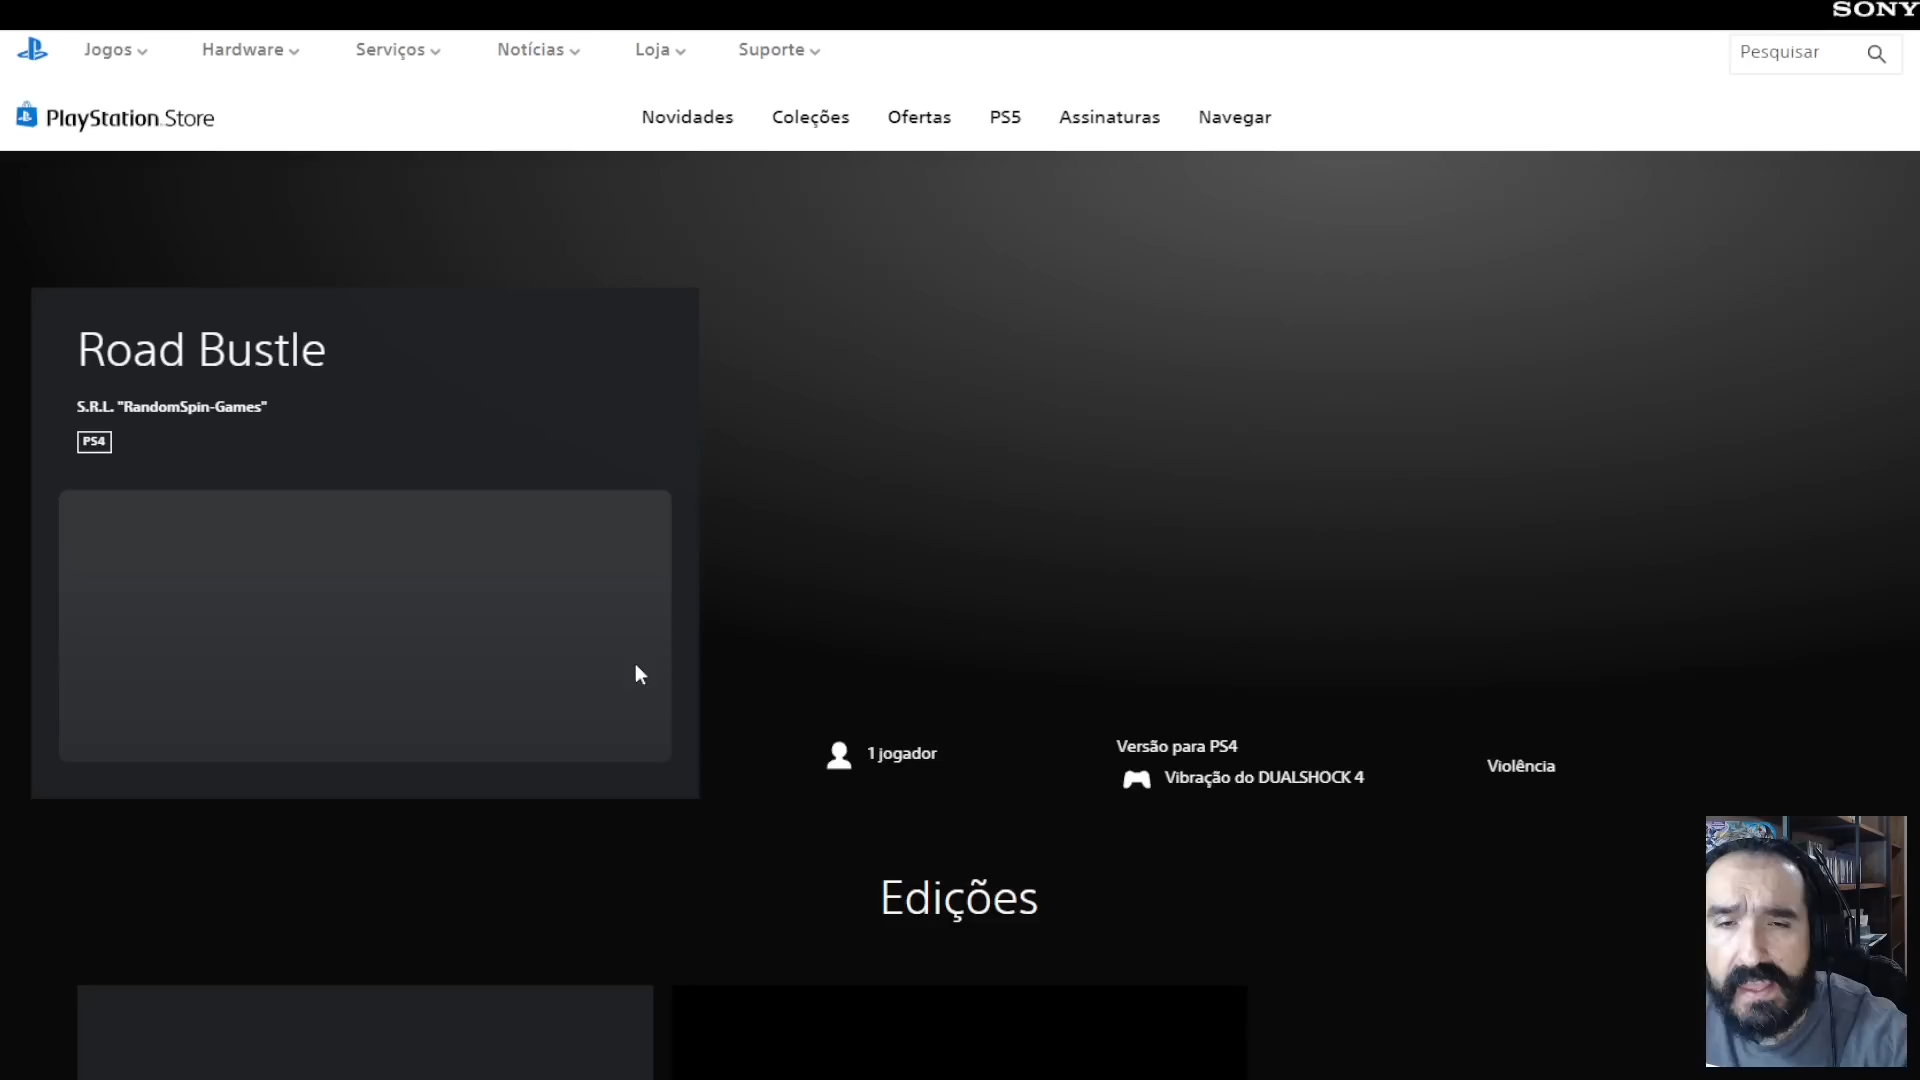 SONY
Jogos
Hardware
Serviços
Notícias
Loja
Suporte
Pesquisar
PlayStation Store
Novidades
Coleções
Ofertas
PS5
Assinaturas
Navegar
Road Bustle
S.R.L. "RandomSpin-Games"
PS4
1 jogador
Versão para PS4
Vibração do DUALSHOCK 4
Violência
Edições